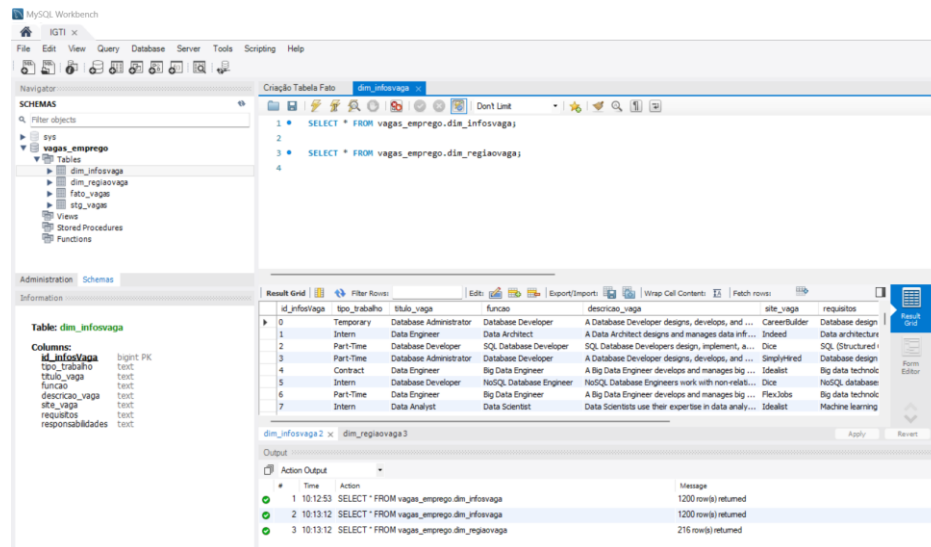 MySQL Workbench
IGTI ×
File Edit View Query Database Server Tools Scripting Help
Navigator
SCHEMAS
Filter objects
sys
vagas_emprego
Tables
dim_infosvaga
dim_regiaovaga
fato_vagas
stg_vagas
Views
Stored Procedures
Functions
Administration Schemas
Information
Table: dim_infosvaga
Columns:
id_infosVaga bigint PK
tipo_trabalho text
titulo_vaga text
funcao text
descricao_vaga text
site_vaga text
requisitos text
responsabilidades text
Criação Tabela Fato dim_infosvaga ×
Don't Limit
1 SELECT * FROM vagas_emprego.dim_infosvaga;
2
3 SELECT * FROM vagas_emprego.dim_regiaovaga;
4
Result Grid Filter Rows: Edit: Export/Import: Wrap Cell Content: Fetch rows:
id_infosVaga tipo_trabalho titulo_vaga funcao descricao_vaga site_vaga requisitos
0 Temporary Database Administrator Database Developer A Database Developer designs, develops, and ... CareerBuilder Database design
1 Intern Data Engineer Data Architect A Data Architect designs and manages data infr... Indeed Data architecture
2 Part-Time Database Developer SQL Database Developer SQL Database Developers design, implement, a... Dice SQL (Structured
3 Part-Time Database Administrator Database Developer A Database Developer designs, develops, and ... SimplyHired Database design
4 Contract Data Engineer Big Data Engineer A Big Data Engineer develops and manages big ... Idealist Big data technolc
5 Intern Database Developer NoSQL Database Engineer NoSQL Database Engineers work with non-relati... Dice NoSQL database
6 Part-Time Data Engineer Big Data Engineer A Big Data Engineer develops and manages big ... FlexJobs Big data technolc
7 Intern Data Analyst Data Scientist Data Scientists use their expertise in data analy... Idealist Machine learning
Result Grid
Form Editor
dim_infosvaga 2 × dim_regiaovaga 3
Apply Revert
Output
Action Output
# Time Action Message
1 10:12:53 SELECT * FROM vagas_emprego.dim_infosvaga 1200 row(s) returned
2 10:13:12 SELECT * FROM vagas_emprego.dim_infosvaga 1200 row(s) returned
3 10:13:12 SELECT * FROM vagas_emprego.dim_regiaovaga 216 row(s) returned